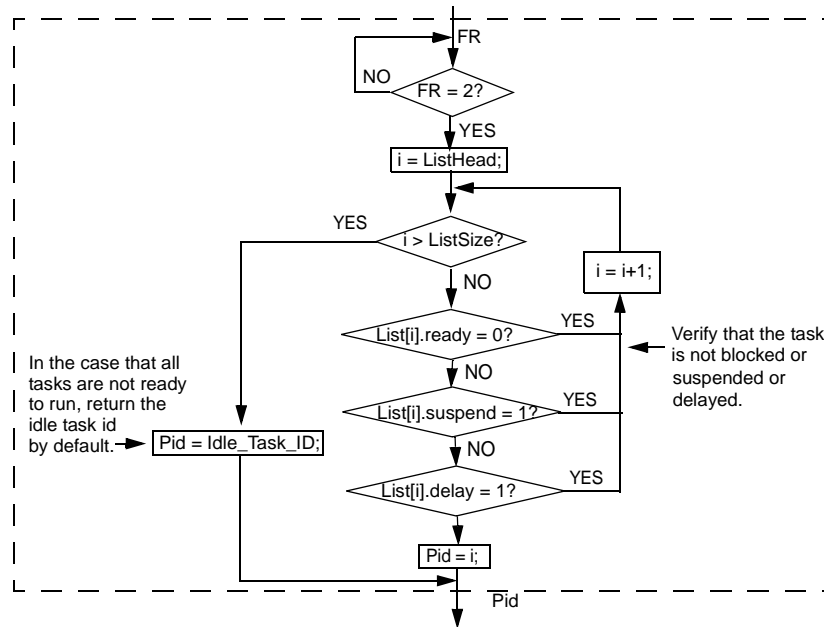 FR
NO
FR = 2?
YES
i = ListHead;
YES
i > ListSize?
i = i+1;
NO
List[i].ready = 0?
YES
Verify that the task
is not blocked or
suspended or
delayed.
In the case that all
tasks are not ready
to run, return the
idle task id
by default.
NO
List[i].suspend = 1?
YES
Pid = Idle_Task_ID;
NO
List[i].delay = 1?
YES
Pid = i;
Pid